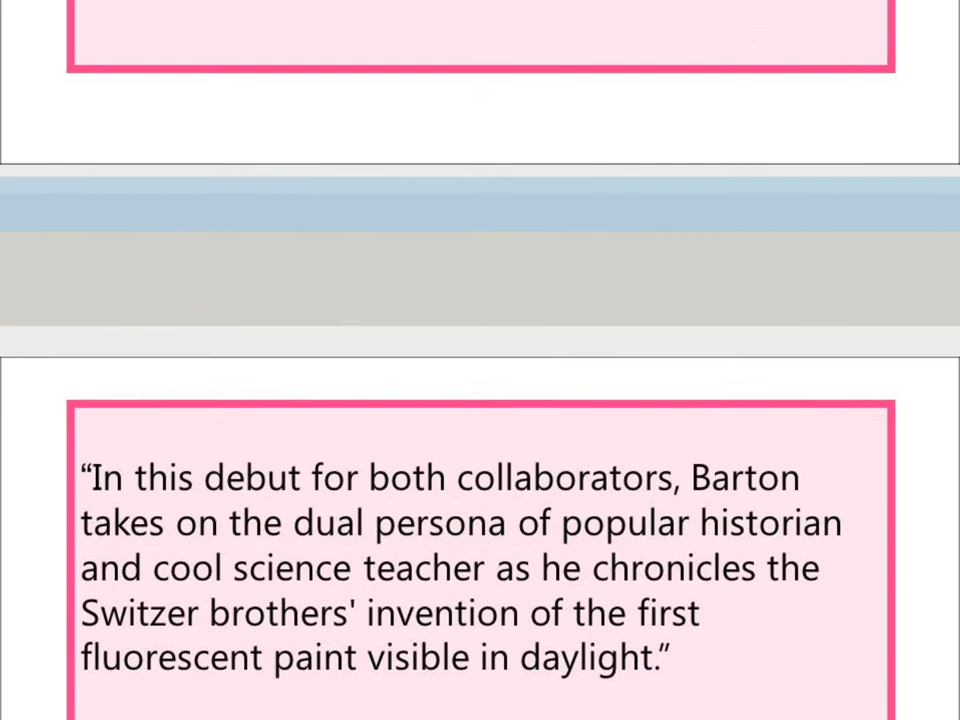 “In this debut for both collaborators, Barton
takes on the dual persona of popular historian
and cool science teacher as he chronicles the
Switzer brothers' invention of the first
fluorescent paint visible in daylight.”